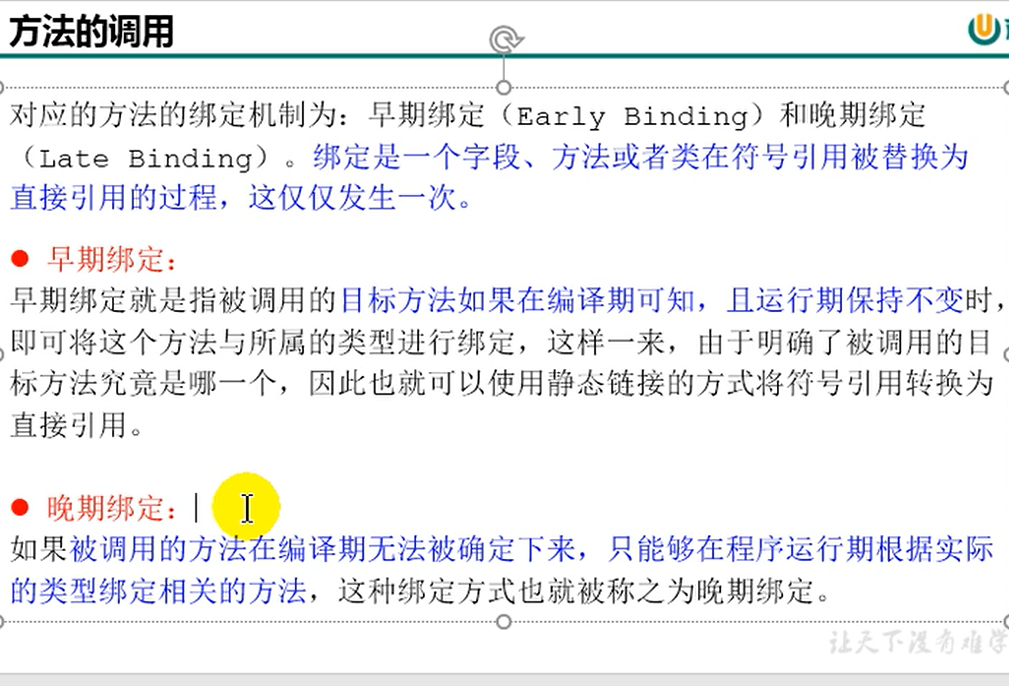 方法的调用
对应的方法的绑定机制为：早期绑定（Early Binding）和晚期绑定
（Late Binding）。绑定是一个字段、方法或者类在符号引用被替换为
直接引用的过程，这仅仅发生一次。
● 早期绑定：
早期绑定就是指被调用的目标方法如果在编译期可知，且运行期保持不变时，
即可将这个方法与所属的类型进行绑定，这样一来，由于明确了被调用的目
标方法究竟是哪一个，因此也就可以使用静态链接的方式将符号引用转换为
直接引用。
● 晚期绑定：
如果被调用的方法在编译期无法被确定下来，只能够在程序运行期根据实际
的类型绑定相关的方法，这种绑定方式也就被称之为晚期绑定。
让天下没有难学